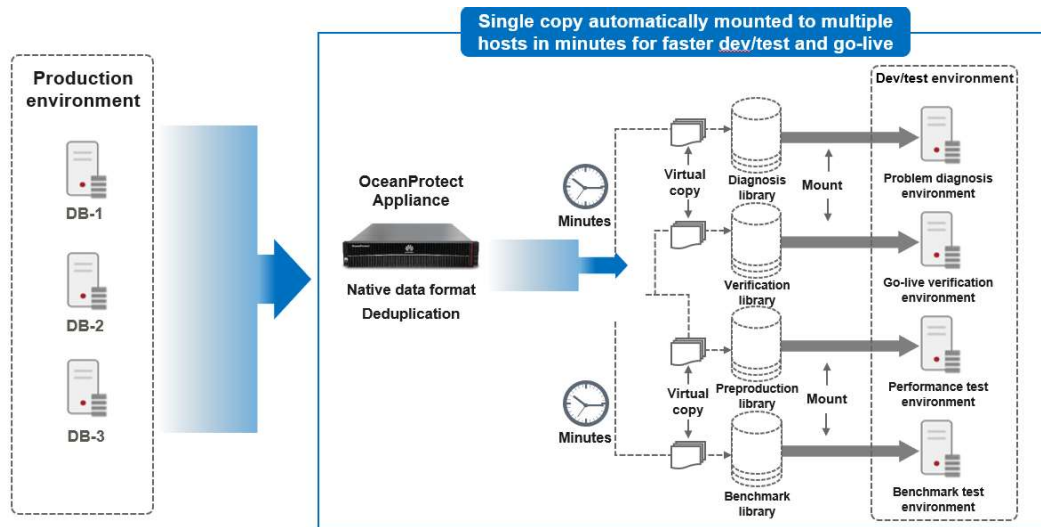 Single copy automatically mounted to multiple
hosts in minutes for faster dev/test and go-live
Production
environment
DB-1
DB-2
DB-3
OceanProtect
Appliance
Native data format
Deduplication
Minutes
Minutes
Virtual
copy
Virtual
copy
Diagnosis
library
Verification
library
Preproduction
library
Benchmark
library
Mount
Mount
Dev/test environment
Problem diagnosis
environment
Go-live verification
environment
Performance test
environment
Benchmark test
environment